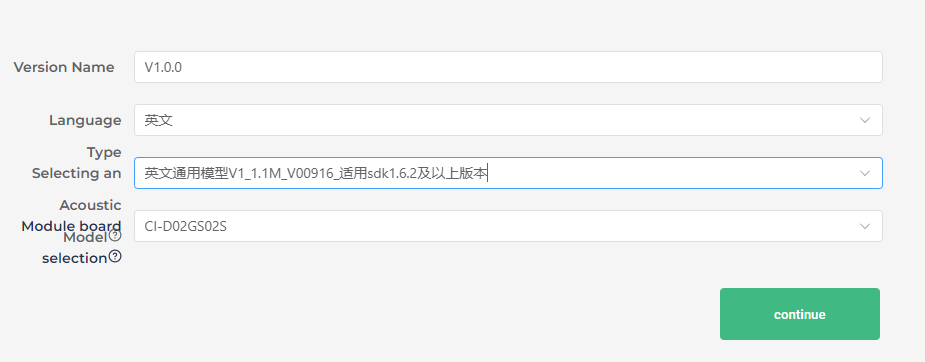 Version Name V1.0.0
Language 英文
Type
Selecting an 英文通用模型V1_1.1M_V00916_适用sdk1.6.2及以上版本
Acoustic
Module board CI-D02GS02S
Model
selection
continue